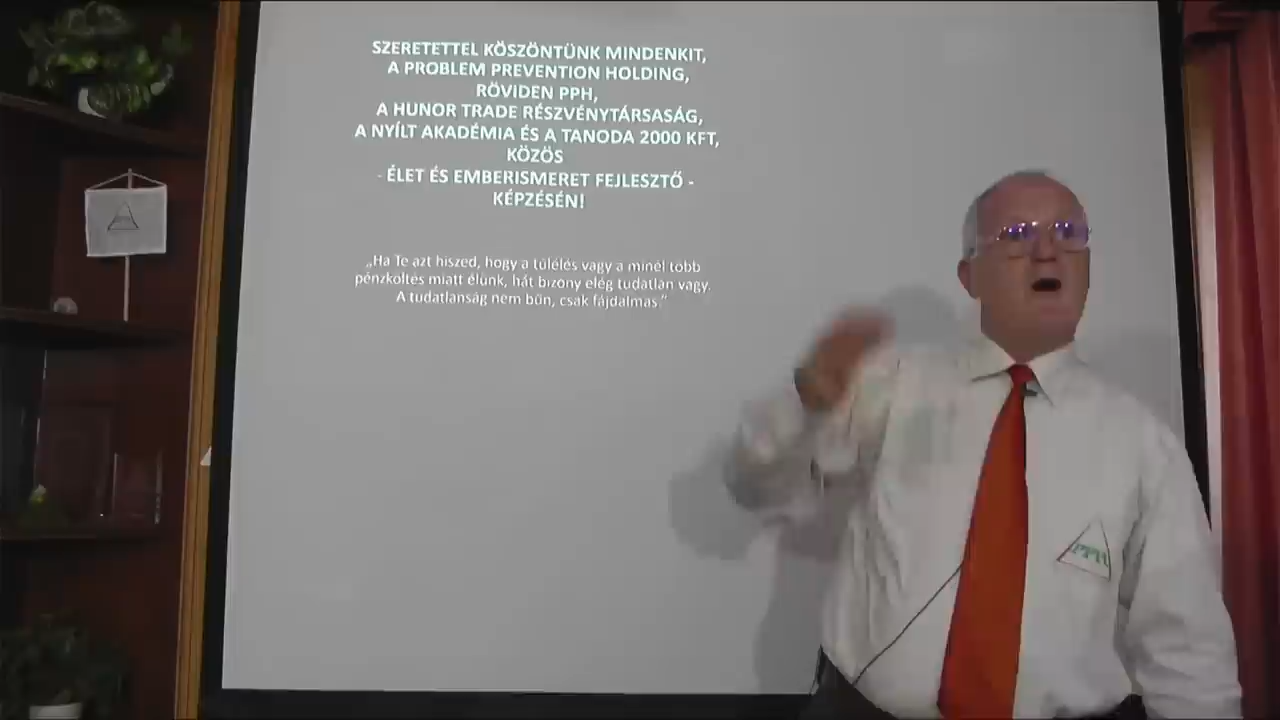 SZERETETTEL KÖSZÖNTÜNK MINDENKIT,
A PROBLEM PREVENTION HOLDING,
RÖVIDEN PPH,
A HUNOR TRADE RÉSZVÉNYTÁRSASÁG,
A NYÍLT AKADÉMIA ÉS A TANODA 2000 KFT,
KÖZÖS
- ÉLET ÉS EMBERISMERET FEJLESZTŐ -
KÉPZÉSÉN!
„Ha Te azt hiszed, hogy a túlélés vagy a minél több
pénzköltés miatt élünk, hát bizony elég tudatlan vagy.
A tudatlanság nem bűn, csak fájdalmas.”
PPH